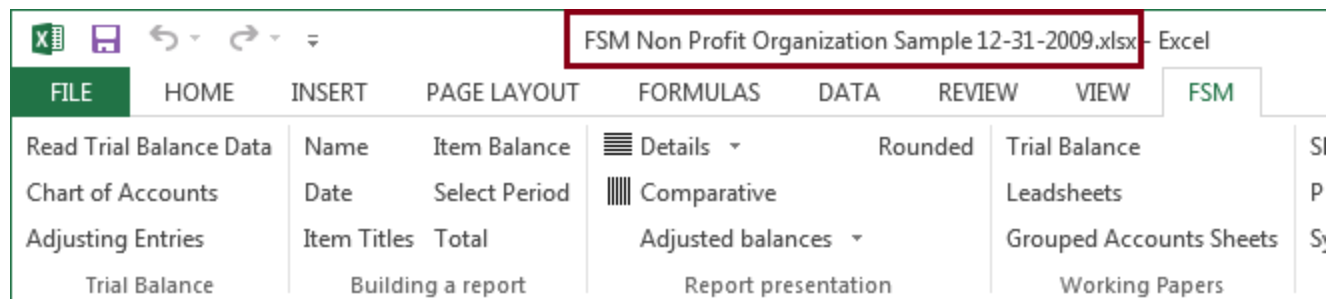 FSM Non Profit Organization Sample 12-31-2009.xlsx - Excel
FILE HOME INSERT PAGE LAYOUT FORMULAS DATA REVIEW VIEW FSM
Read Trial Balance Data Name Item Balance Details Rounded Trial Balance
Chart of Accounts Date Select Period Comparative Leadsheets
Adjusting Entries Item Titles Total Adjusted balances Grouped Accounts Sheets
Trial Balance Building a report Report presentation Working Papers